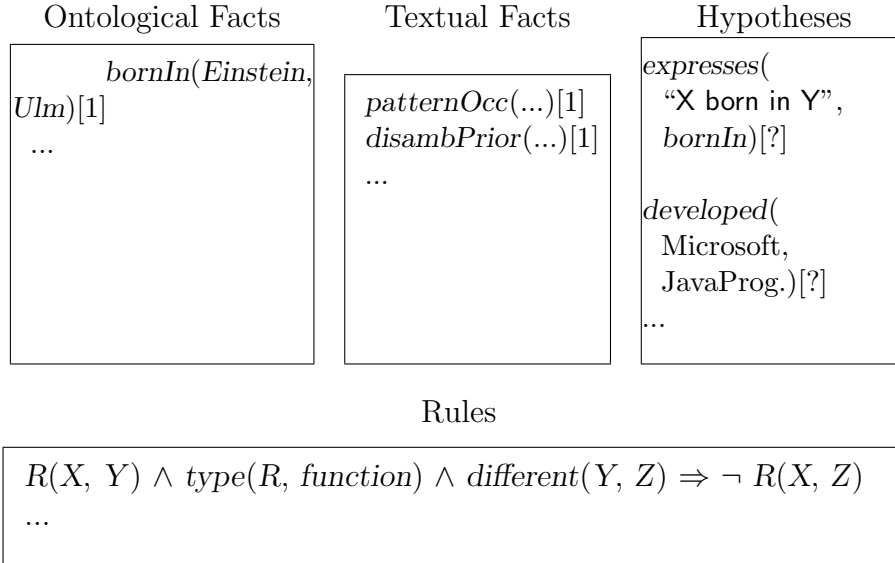 Ontological Facts
bornIn(Einstein,
Ulm)[1]
...
Textual Facts
patternOcc(...)[1]
disambPrior(...)[1]
...
Hypotheses
expresses(
“X born in Y”,
bornIn)[?]
developed(
Microsoft,
JavaProg.)[?]
...
Rules
R(X, Y) ∧ type(R, function) ∧ different(Y, Z) ⇒ ¬ R(X, Z)
...